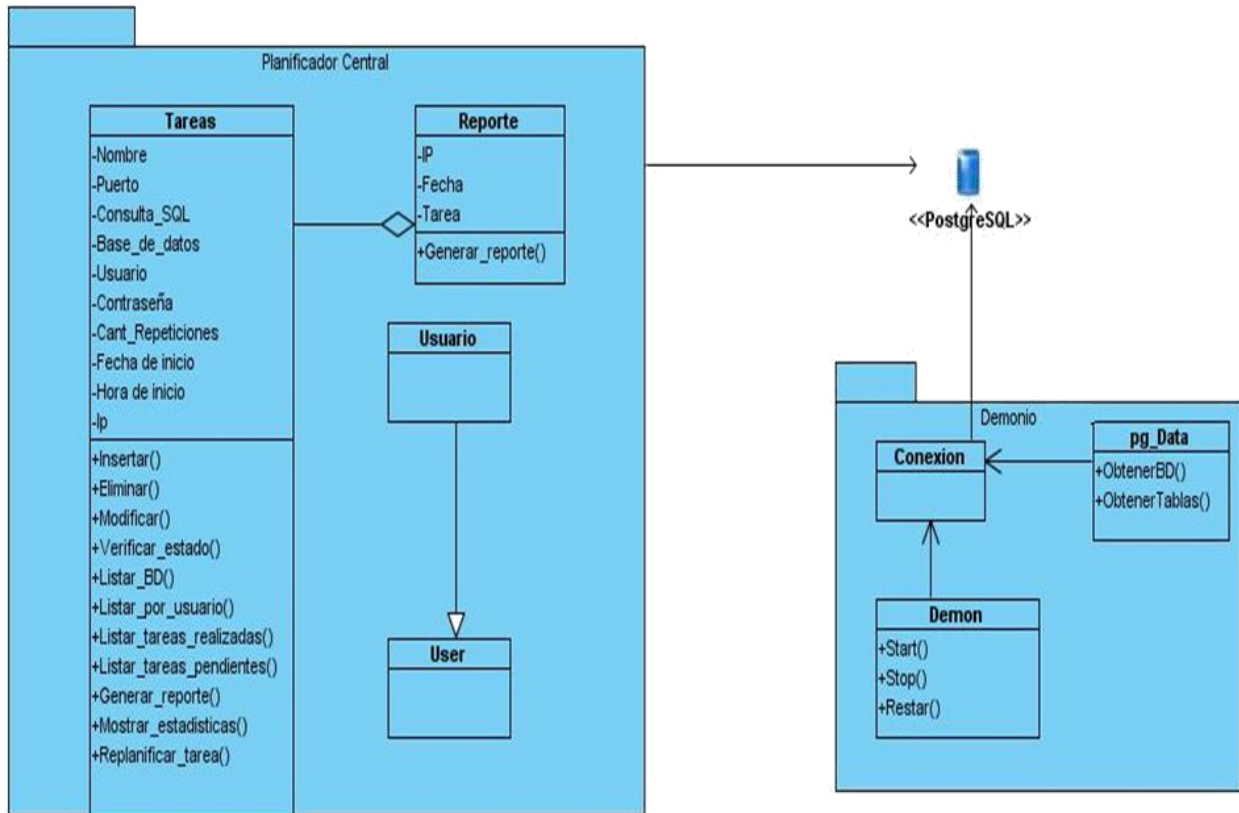 Planificador Central
Tareas
-Nombre
-Puerto
-Consulta_SQL
-Base_de_datos
-Usuario
-Contraseña
-Cant_Repeticiones
-Fecha de inicio
-Hora de inicio
-Ip
+Insertar()
+Eliminar()
+Modificar()
+Verificar_estado()
+Listar_BD()
+Listar_por_usuario()
+Listar_tareas_realizadas()
+Listar_tareas_pendientes()
+Generar_reporte()
+Mostrar_estadisticas()
+Replanificar_tarea()
Reporte
-IP
-Fecha
-Tarea
+Generar_reporte()
Usuario
User
<<PostgreSQL>>
Demonio
Conexion
pg_Data
+ObtenerBD()
+ObtenerTablas()
Demon
+Start()
+Stop()
+Restar()